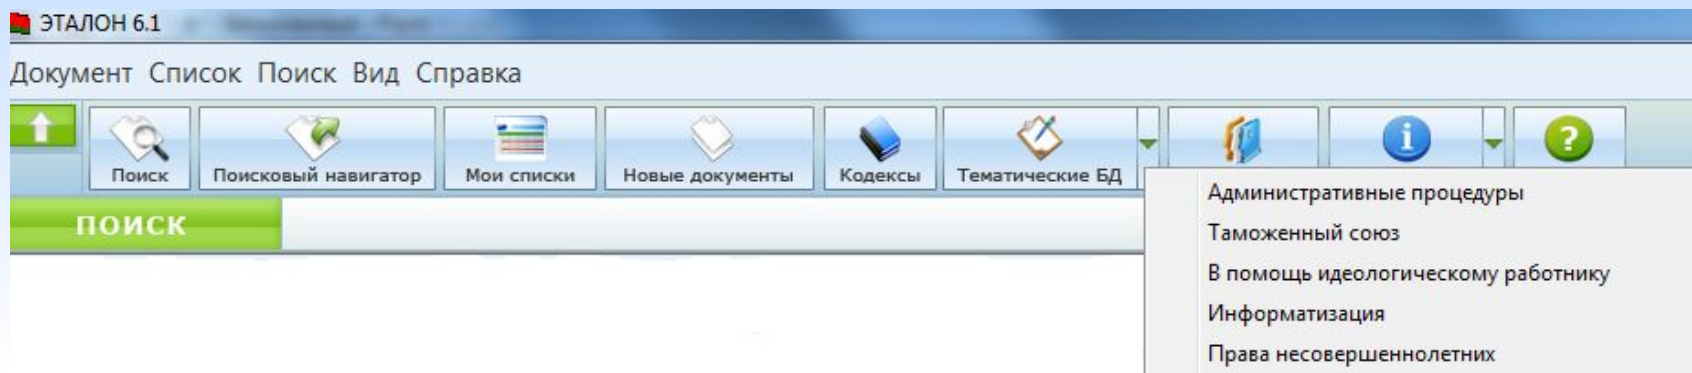 ЭТАЛОН 6.1
Документ Список Поиск Вид Справка
Поиск Поисковый навигатор Мои списки Новые документы Кодексы Тематические БД
ПОИСК
Административные процедуры
Таможенный союз
В помощь идеологическому работнику
Информатизация
Права несовершеннолетних